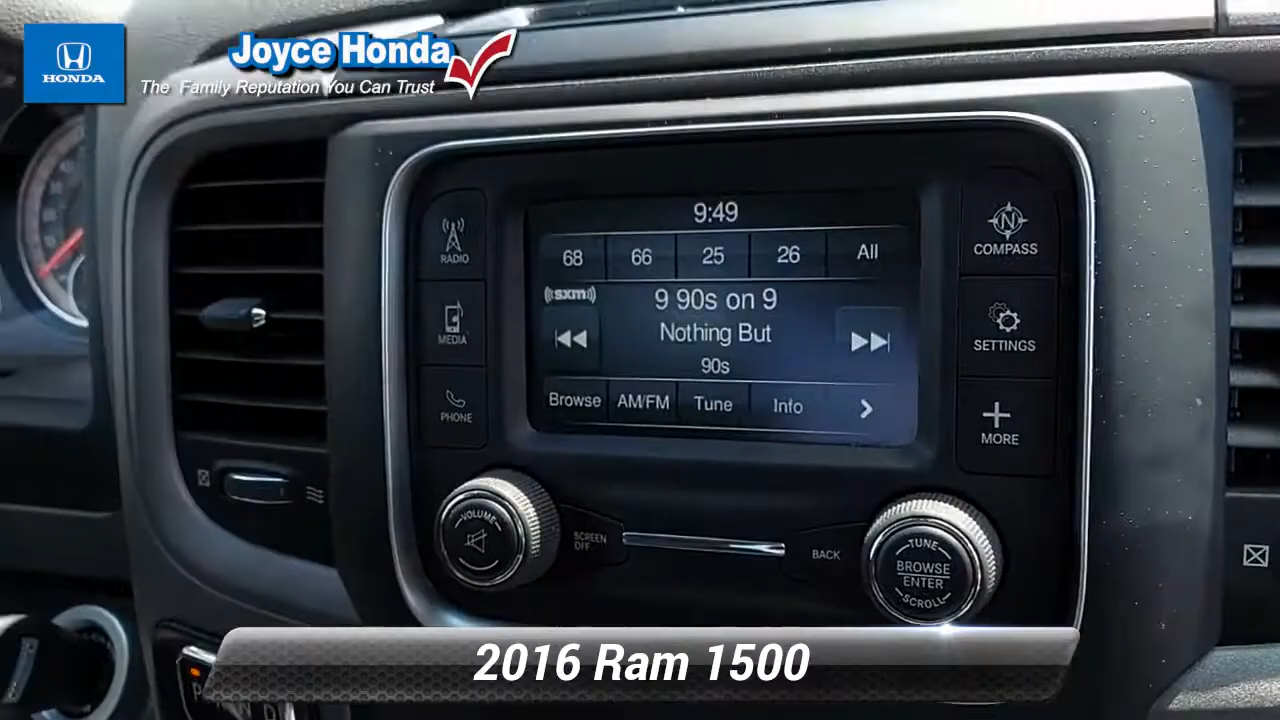 HONDA
Joyce Honda
The Family Reputation You Can Trust
9:49
68 66 25 26 All
((sxm))
9 90s on 9
Nothing But
90s
Browse AM/FM Tune Info
RADIO
MEDIA
PHONE
N
COMPASS
SETTINGS
MORE
VOLUME
SCREEN
OFF
BACK
TUNE
BROWSE
ENTER
SCROLL
P
2016 Ram 1500